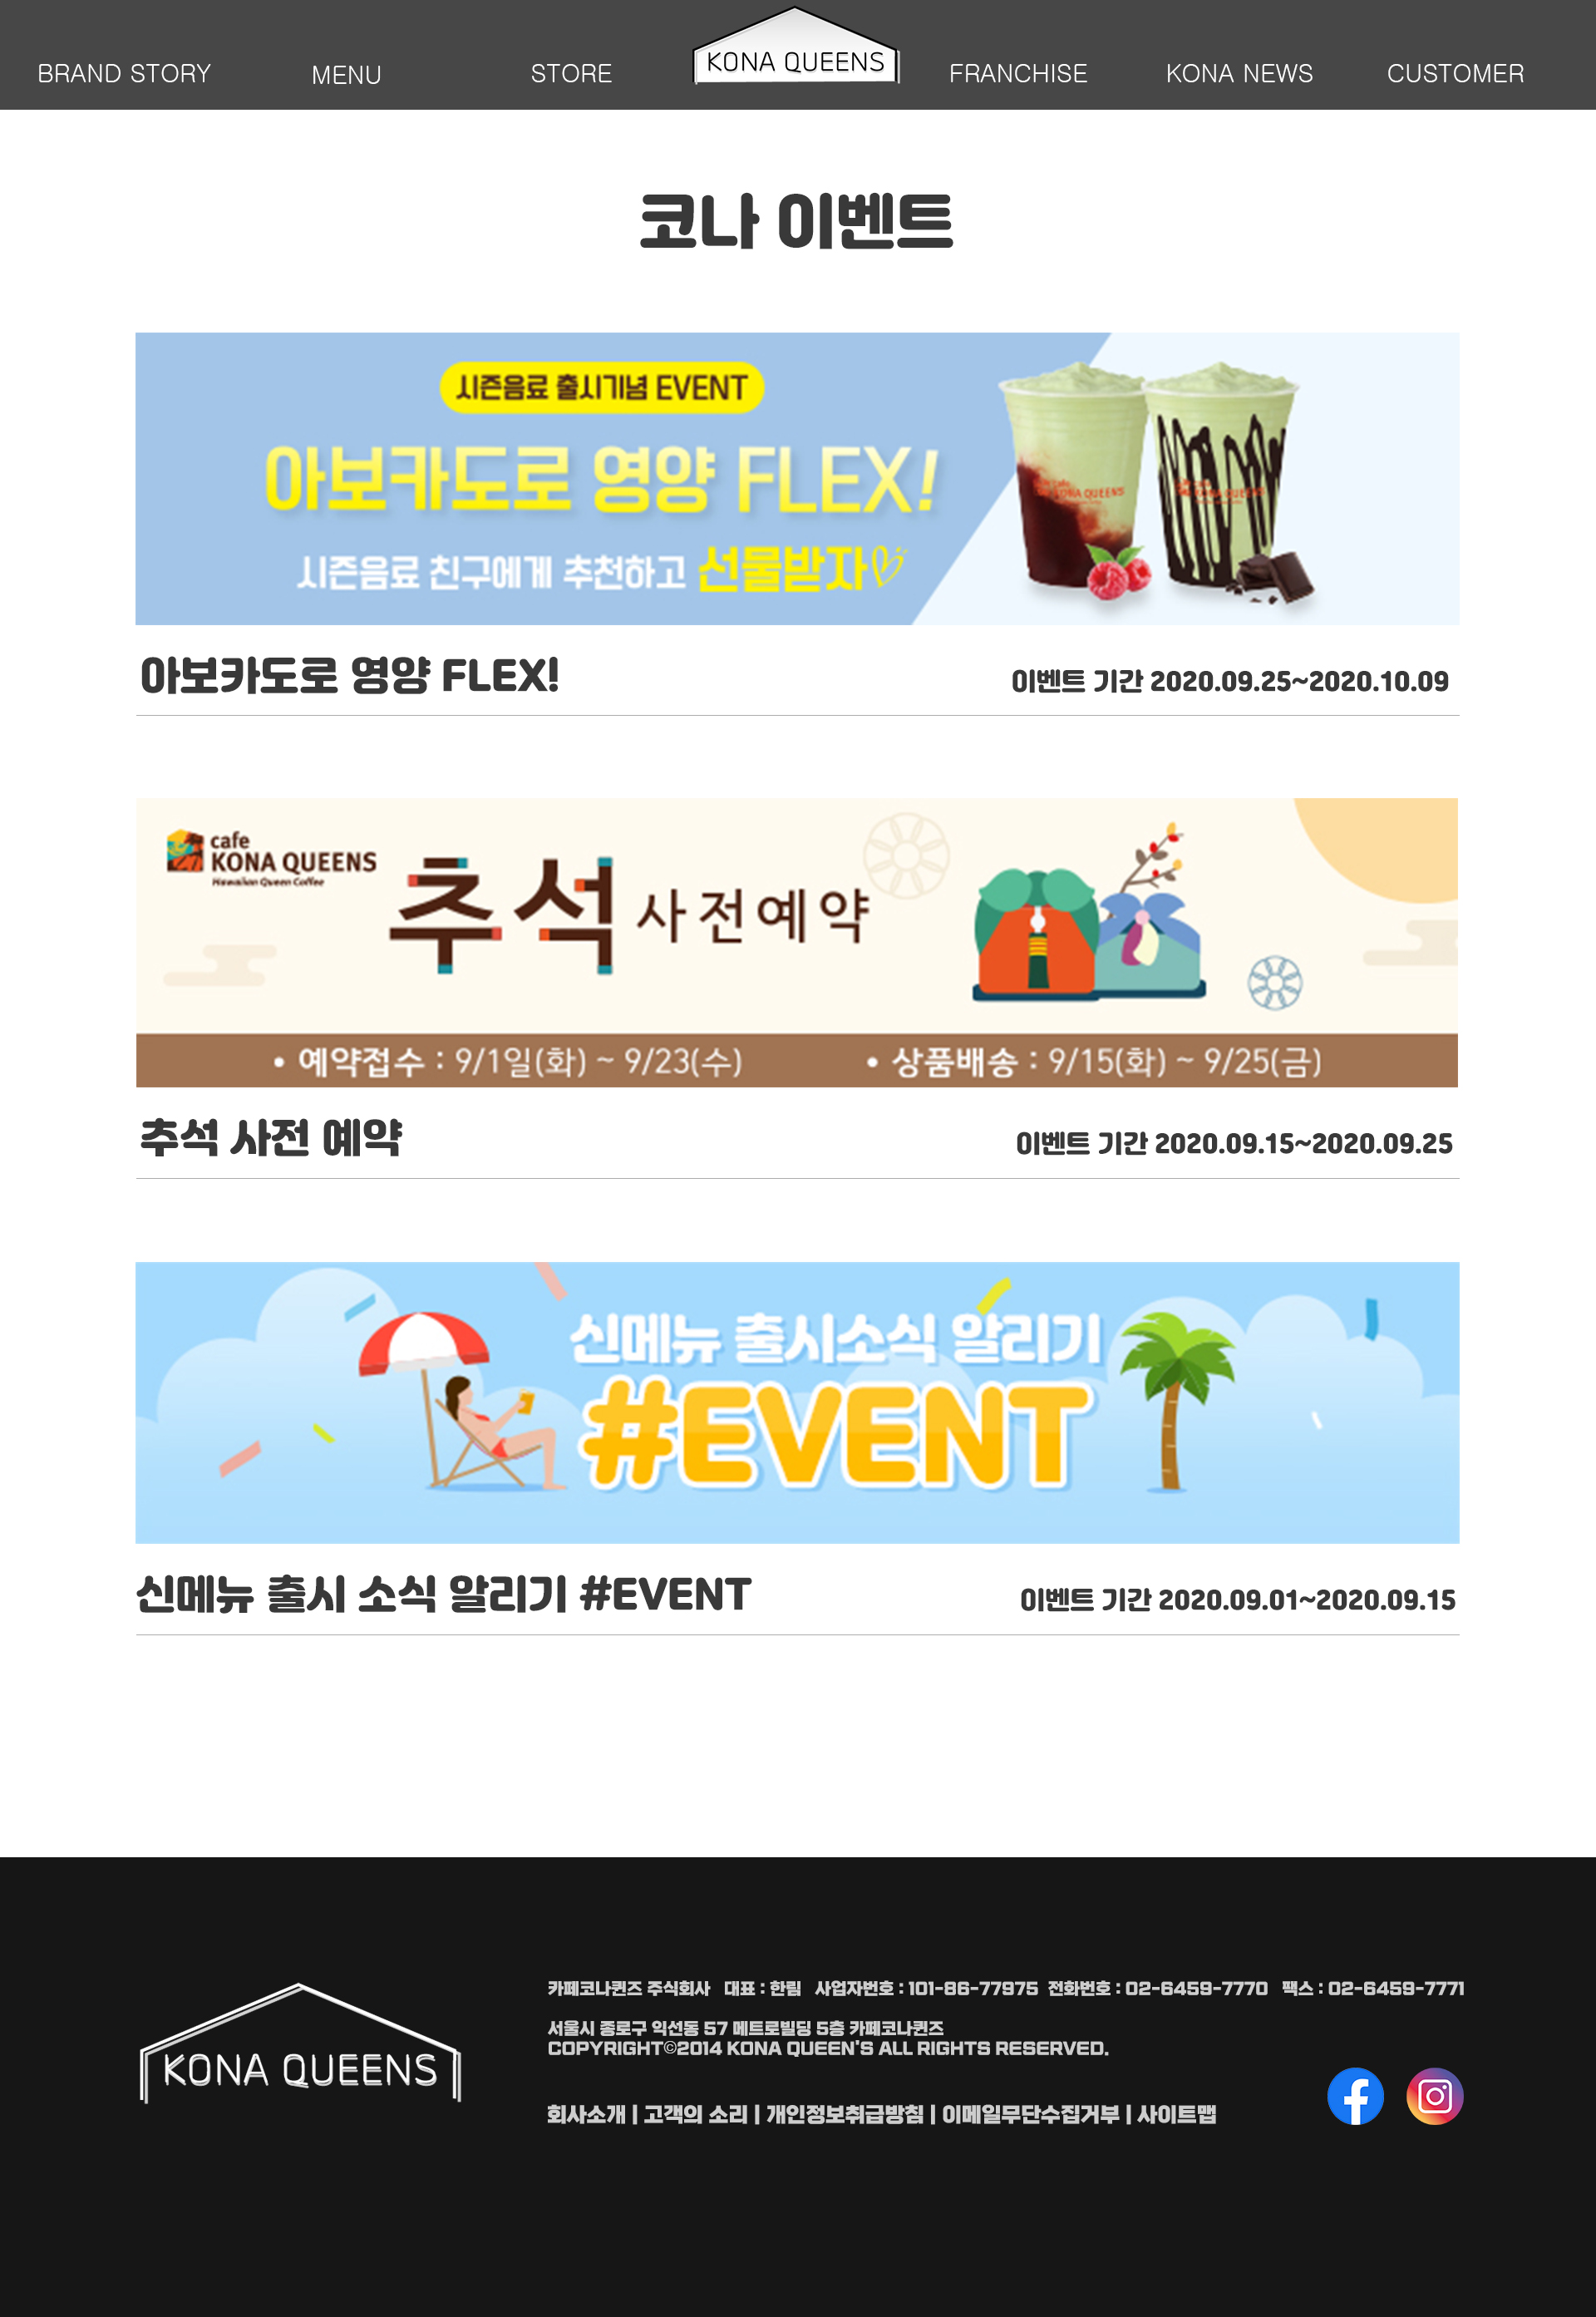 BRAND STORY
MENU
STORE
KONA QUEENS
FRANCHISE
KONA NEWS
CUSTOMER
코나 이벤트
시즌음료 출시기념 EVENT
아보카도로 영양 FLEX!
시즌음료 친구에게 추천하고 선물받자
KONA QUEENS
KONA QUEENS
아보카도로 영양 FLEX!
이벤트 기간 2020.09.25~2020.10.09
cafe
KONA QUEENS
Hawaiian Queen Coffee
추석 사전예약
• 예약접수 : 9/1일(화) ~ 9/23(수)
• 상품배송 : 9/15(화) ~ 9/25(금)
추석 사전 예약
이벤트 기간 2020.09.15~2020.09.25
신메뉴 출시소식 알리기
#EVENT
신메뉴 출시 소식 알리기 #EVENT
이벤트 기간 2020.09.01~2020.09.15
KONA QUEENS
카페코나퀸즈 주식회사 대표 : 한림 사업자번호 : 101-86-77975 전화번호 : 02-6459-7770 팩스 : 02-6459-7771
서울시 종로구 익선동 57 메트로빌딩 5층 카페코나퀸즈
COPYRIGHT©2014 KONA QUEEN'S ALL RIGHTS RESERVED.
회사소개 | 고객의 소리 | 개인정보취급방침 | 이메일무단수집거부 | 사이트맵